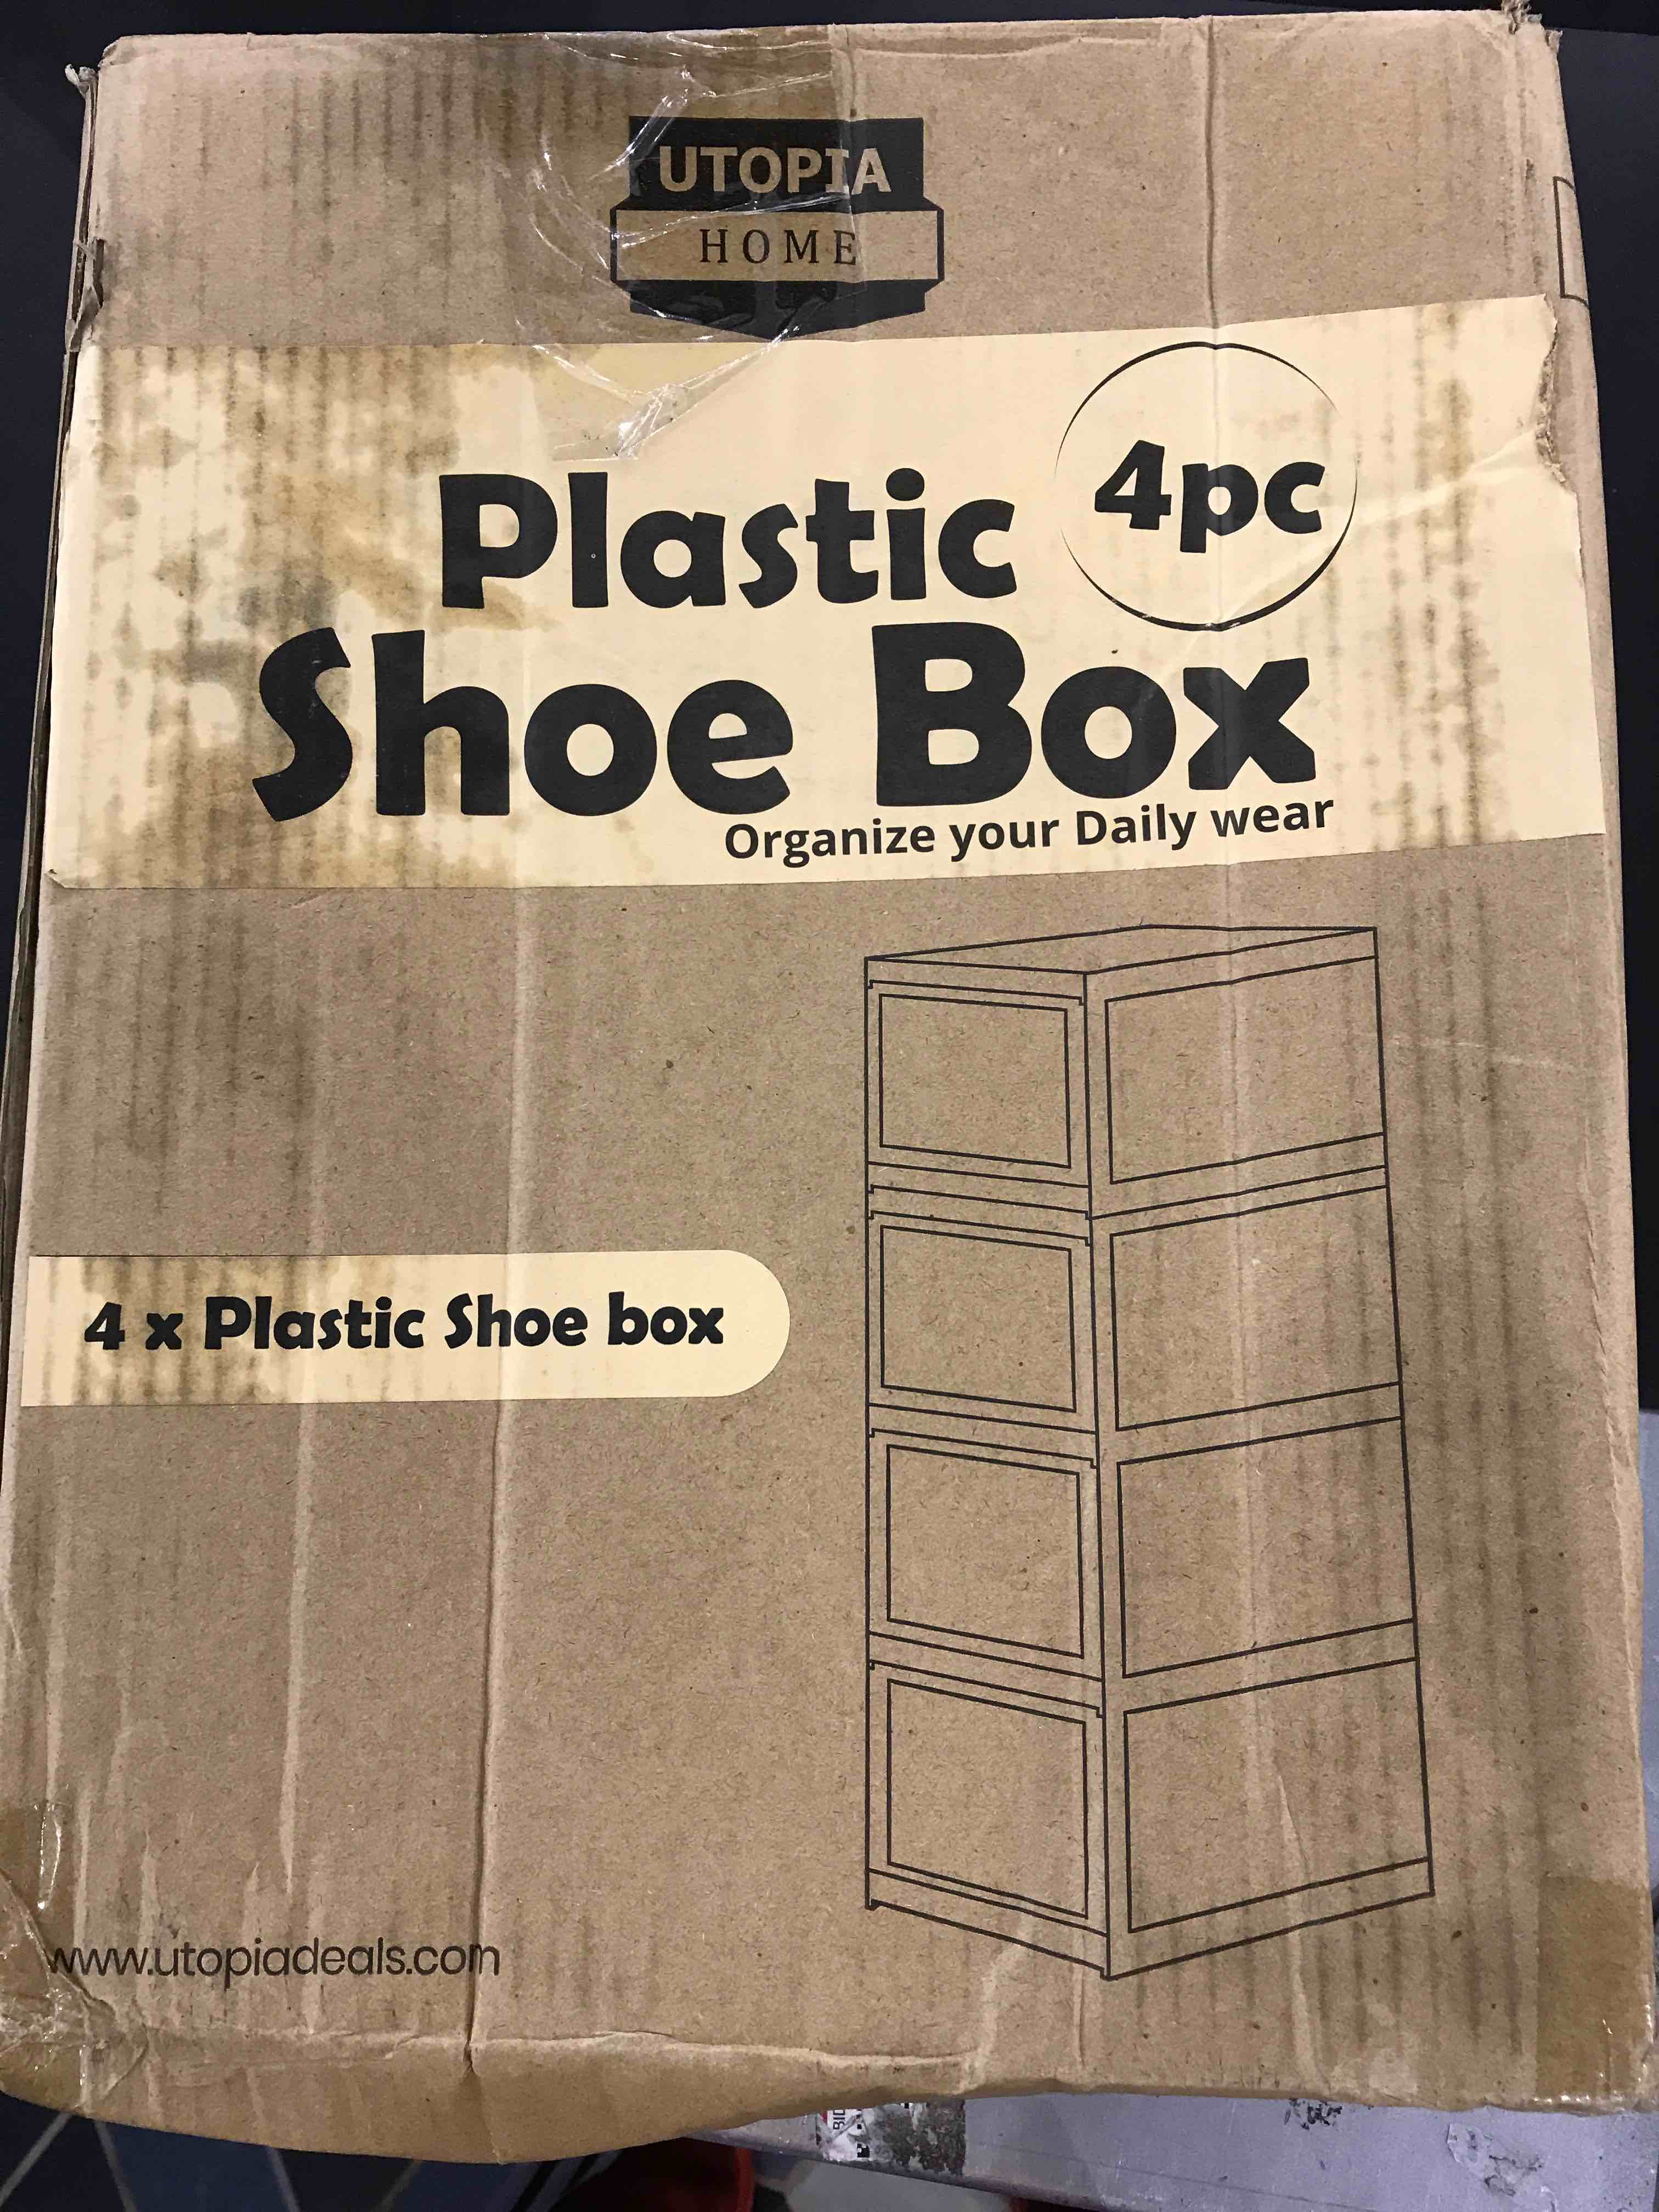 UTOPIA
HOME
4pc
Plastic
Shoe Box
Organize your Daily wear
4 x Plastic Shoe box
www.utopiadeals.com